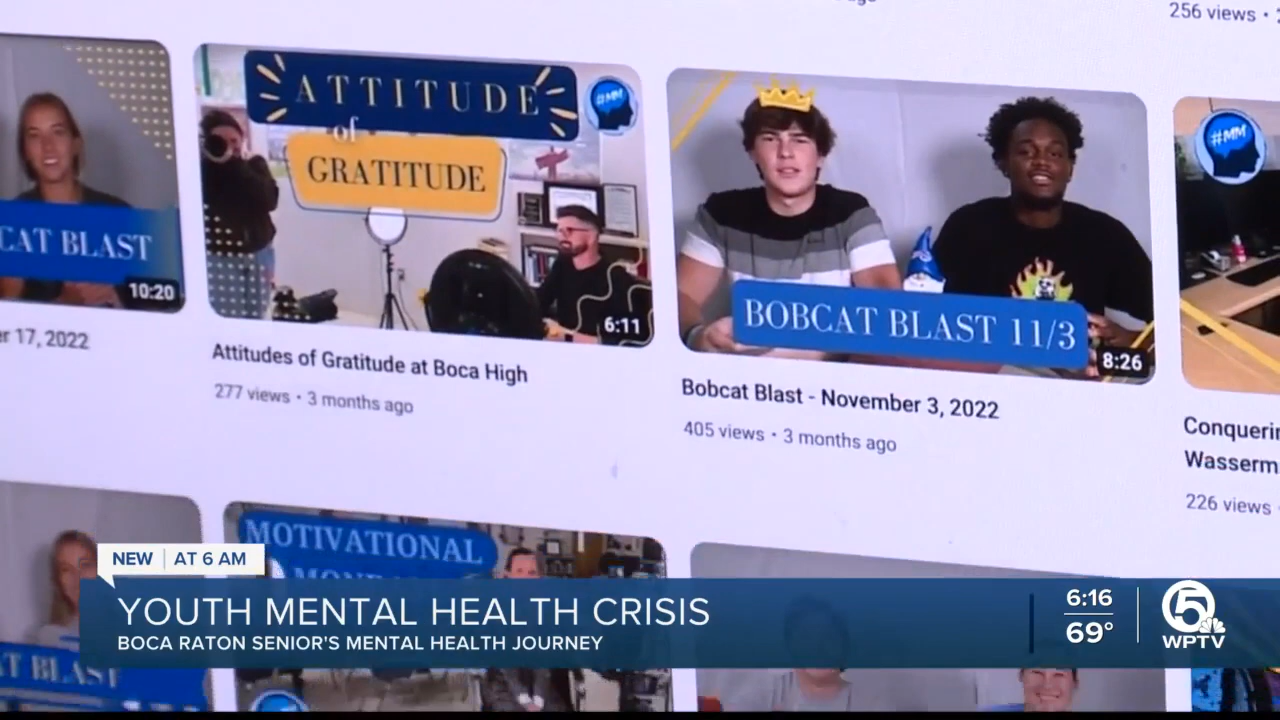 256 views •
ATTITUDE
of
GRATITUDE
#MM
#MM
CAT BLAST
10:20
6:11
BOBCAT BLAST 11/3
8:26
17, 2022
Attitudes of Gratitude at Boca High
277 views • 3 months ago
Bobcat Blast - November 3, 2022
405 views • 3 months ago
226 views
MOTIVATIONAL
NEW | AT 6 AM
YOUTH MENTAL HEALTH CRISIS
BOCA RATON SENIOR'S MENTAL HEALTH JOURNEY
6:16
69°
5
WPTV
BLAST